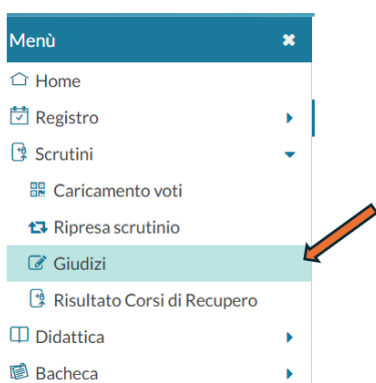 Menù
Home
Registro
Scrutini
Caricamento voti
Ripresa scrutinio
Giudizi
Risultato Corsi di Recupero
Didattica
Bacheca